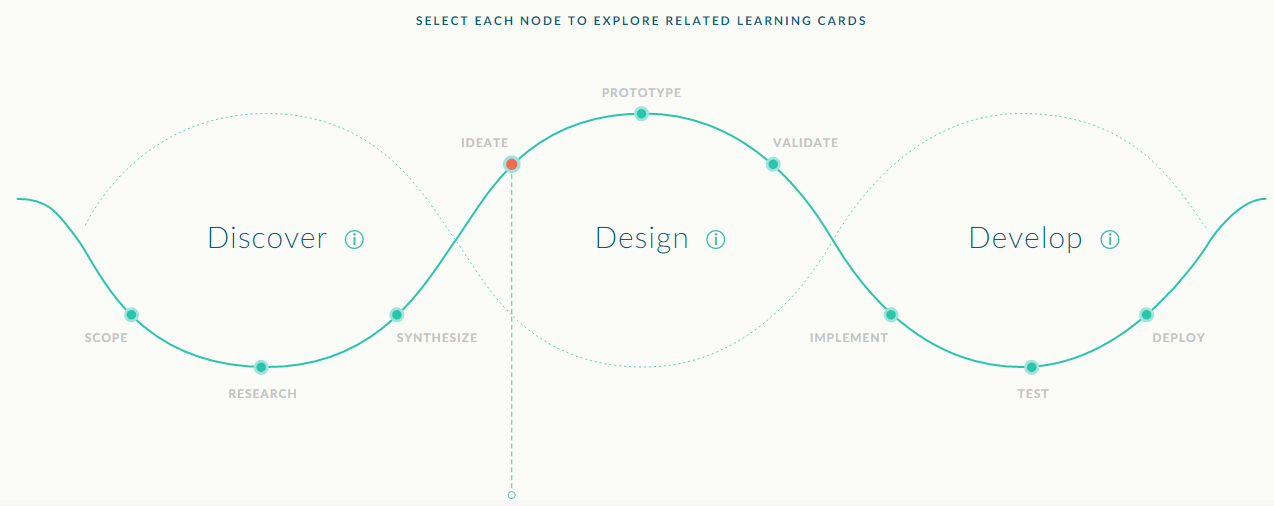 SELECT EACH NODE TO EXPLORE RELATED LEARNING CARDS
PROTOTYPE
IDEATE
VALIDATE
Discover
Design
Develop
SCOPE
SYNTHESIZE
IMPLEMENT
DEPLOY
RESEARCH
TEST